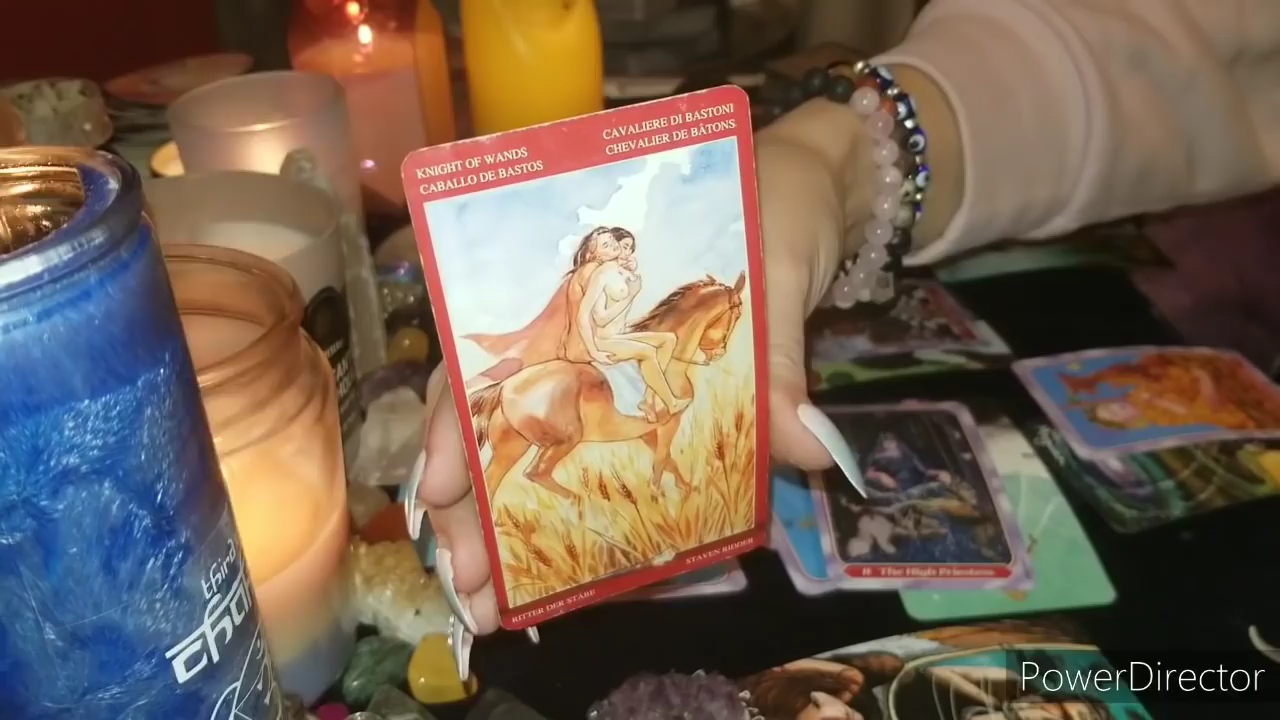 KNIGHT OF WANDS
CABALLO DE BASTOS
CAVALIERE DI BASTONI
CHEVALIER DE BÂTONS
RITTER DER STÄBE
STAVEN RIDDER
II The High Priestess
third
PowerDirector